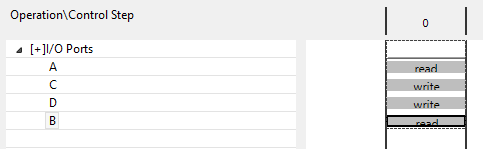 Operation\Control Step
0
[+]I/O Ports
A read
C write
D write
B read